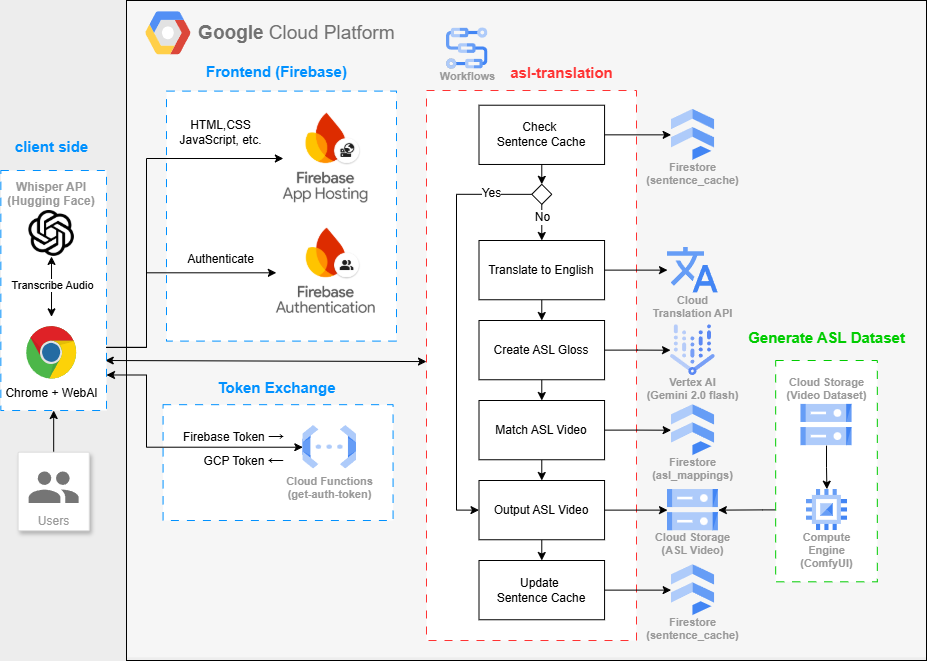 Google Cloud Platform
client side
Whisper API
(Hugging Face)
Transcribe Audio
Chrome + WebAI
Users
Frontend (Firebase)
HTML,CSS
JavaScript, etc.
Firebase
App Hosting
Authenticate
Firebase
Authentication
Token Exchange
Firebase Token →
GCP Token ←
Cloud Functions
(get-auth-token)
Workflows
asl-translation
Check
Sentence Cache
Firestore
(sentence_cache)
Yes
No
Translate to English
Cloud
Translation API
Create ASL Gloss
Vertex AI
(Gemini 2.0 flash)
Match ASL Video
Firestore
(asl_mappings)
Output ASL Video
Cloud Storage
(ASL Video)
Update
Sentence Cache
Firestore
(sentence_cache)
Generate ASL Dataset
Cloud Storage
(Video Dataset)
Compute
Engine
(ComfyUI)